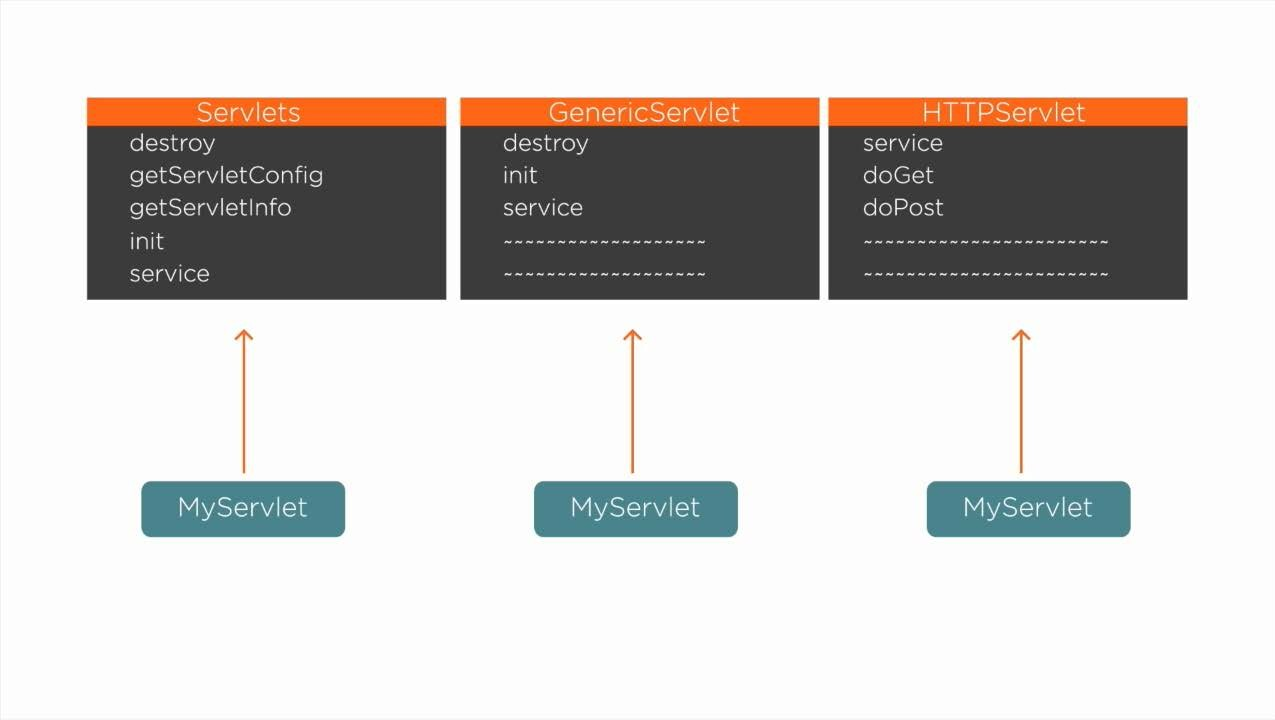 Servlets
destroy
getServletConfig
getServletInfo
init
service
GenericServlet
destroy
init
service
~~~~~~~~~~~~~~~~~~~
~~~~~~~~~~~~~~~~~~~
HTTPServlet
service
doGet
doPost
~~~~~~~~~~~~~~~~~~~~~~~
~~~~~~~~~~~~~~~~~~~~~~~
MyServlet
MyServlet
MyServlet